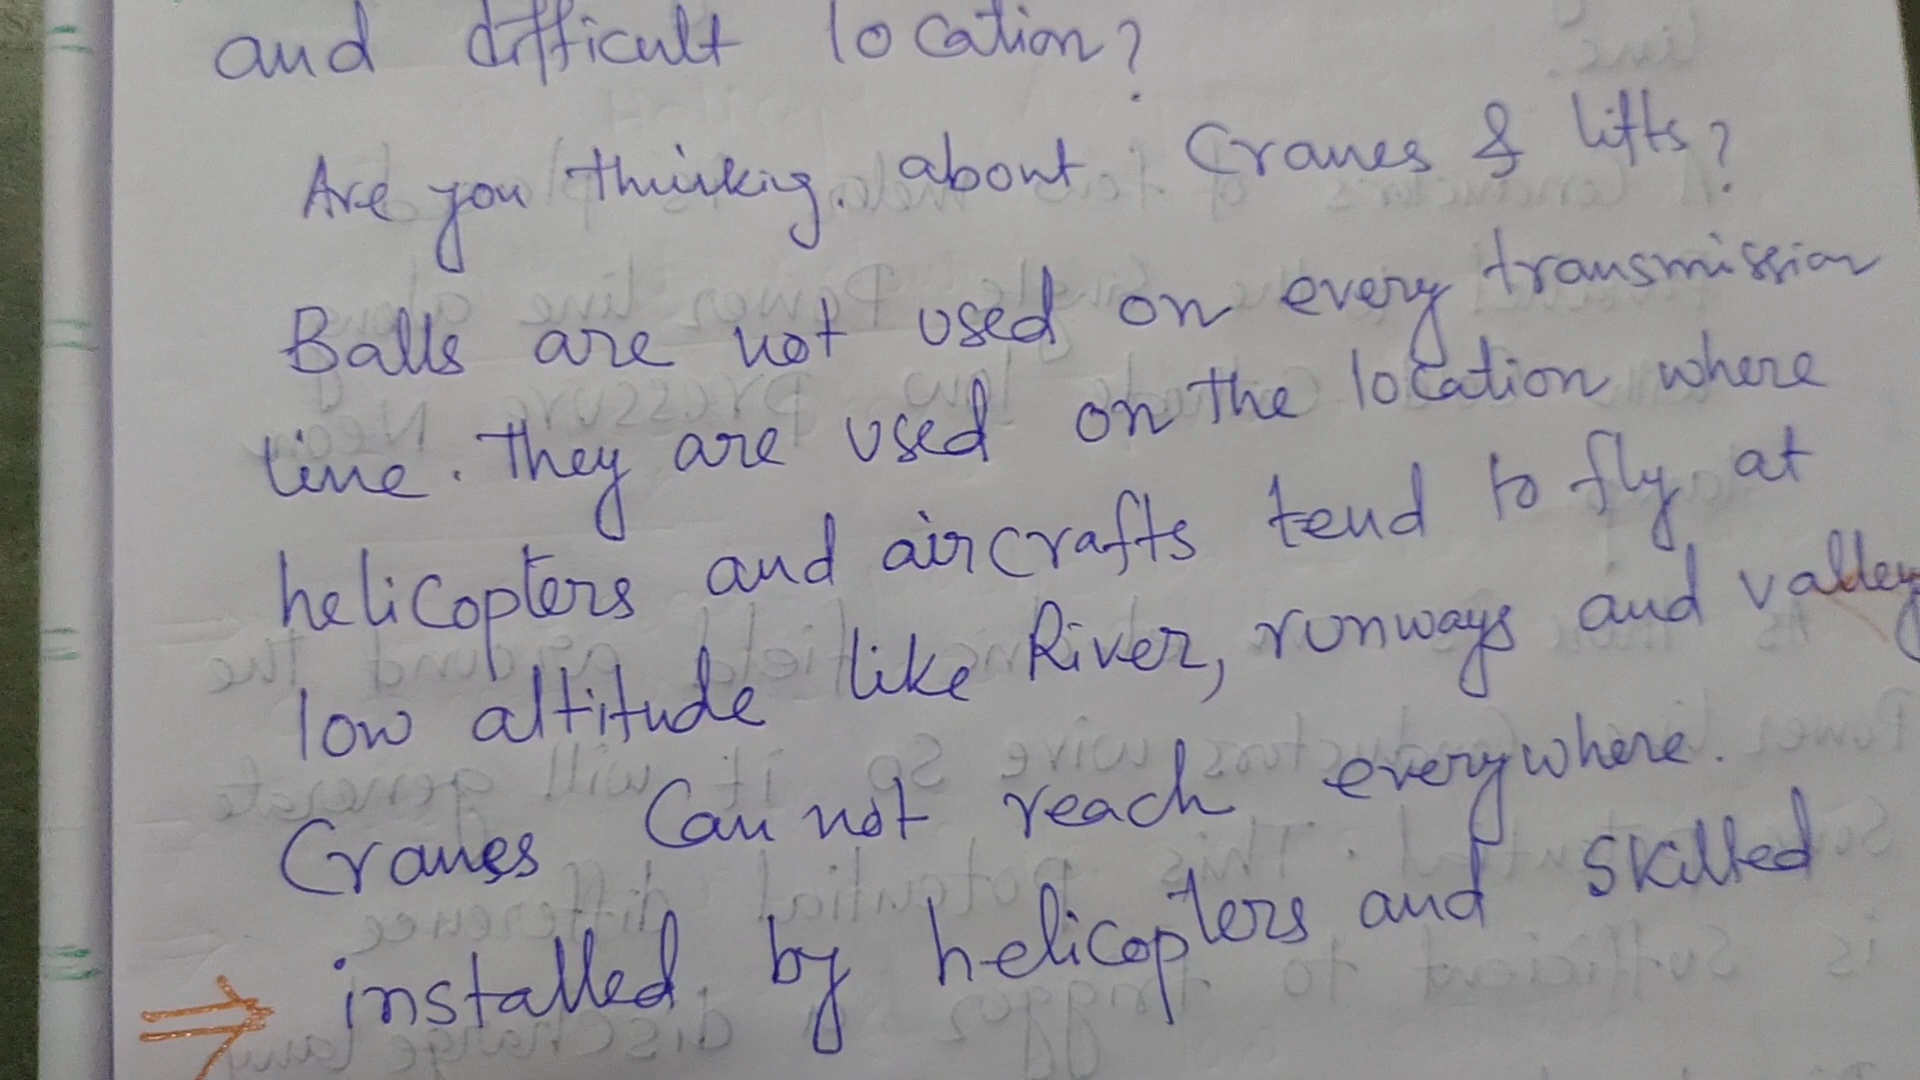 and difficult location?
Are you thinking about Cranes & lifts?
Balls are not used on every transmission
line. They are used on the location where
helicopters and aircrafts tend to fly at
low altitude like River, runways and valley
Cranes Can not reach everywhere.
⇒ installed by helicopters and skilled